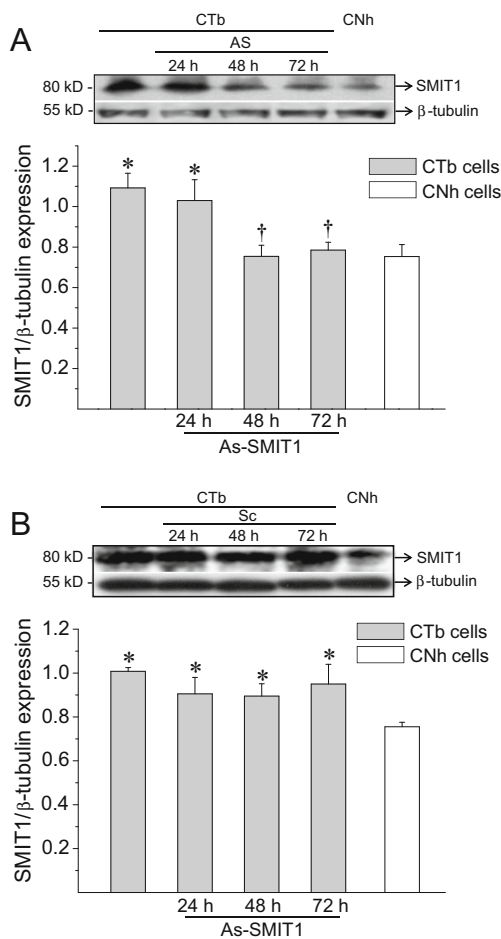 A
CTb CNh
AS
24 h 48 h 72 h
80 kD - → SMIT1
55 kD - → β-tubulin
CTb cells
CNh cells
SMIT1/β-tubulin expression
1.2
1.0
0.8
0.6
0.4
0.2
* * † †
24 h 48 h 72 h
As-SMIT1
B
CTb CNh
Sc
24 h 48 h 72 h
80 kD - → SMIT1
55 kD - → β-tubulin
CTb cells
CNh cells
SMIT1/β-tubulin expression
1.2
1.0
0.8
0.6
0.4
0.2
* * * *
24 h 48 h 72 h
As-SMIT1